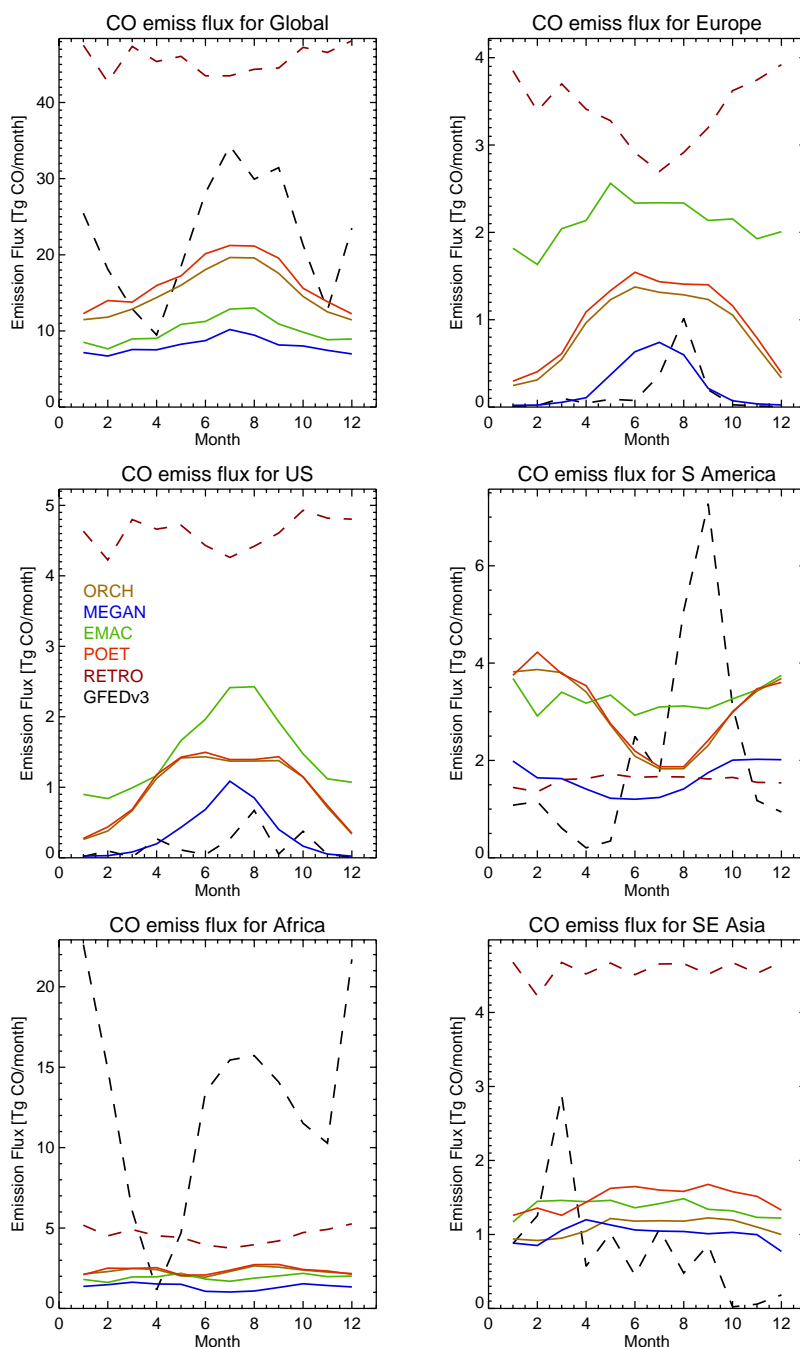 CO emiss flux for Global
Emission Flux [Tg CO/month]
40
30
20
10
0
0 2 4 6 8 10 12
Month
CO emiss flux for Europe
Emission Flux [Tg CO/month]
4
3
2
1
0
0 2 4 6 8 10 12
Month
CO emiss flux for US
Emission Flux [Tg CO/month]
5
4
3
2
1
0
ORCH
MEGAN
EMAC
POET
RETRO
GFEDv3
0 2 4 6 8 10 12
Month
CO emiss flux for S America
Emission Flux [Tg CO/month]
6
4
2
0
0 2 4 6 8 10 12
Month
CO emiss flux for Africa
Emission Flux [Tg CO/month]
20
15
10
5
0
0 2 4 6 8 10 12
Month
CO emiss flux for SE Asia
Emission Flux [Tg CO/month]
4
3
2
1
0
0 2 4 6 8 10 12
Month